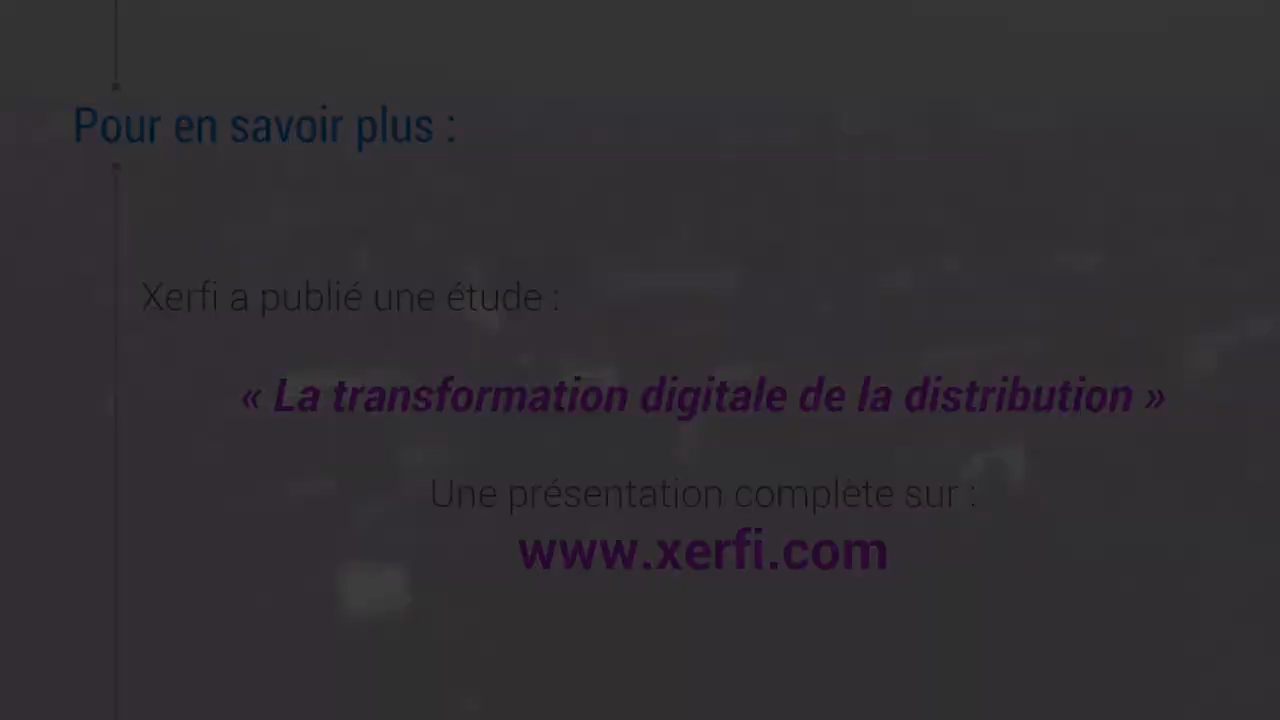 Pour en savoir plus :
Xerfi a publié une étude :
« La transformation digitale de la distribution »
Une présentation complète sur :
www.xerfi.com